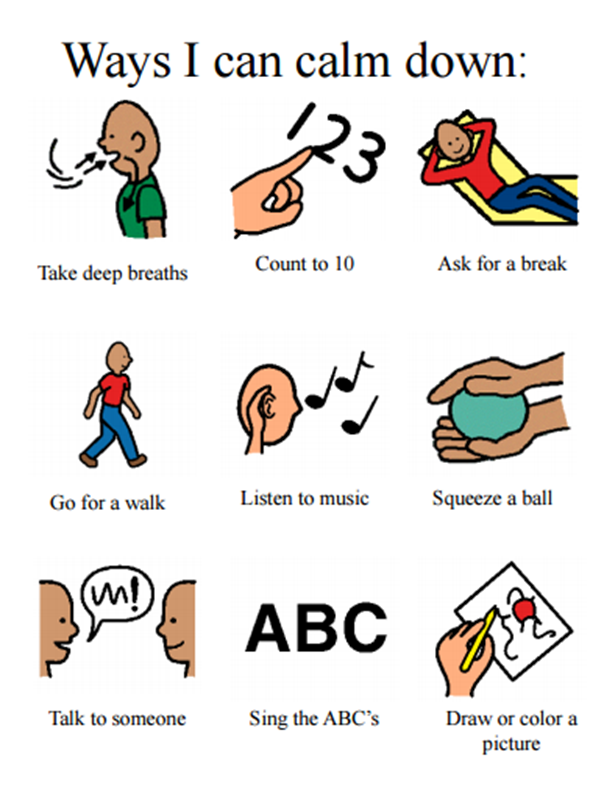 Ways I can calm down:
123
Take deep breaths
Count to 10
Ask for a break
Go for a walk
Listen to music
Squeeze a ball
ABC
Talk to someone
Sing the ABC's
Draw or color a
picture